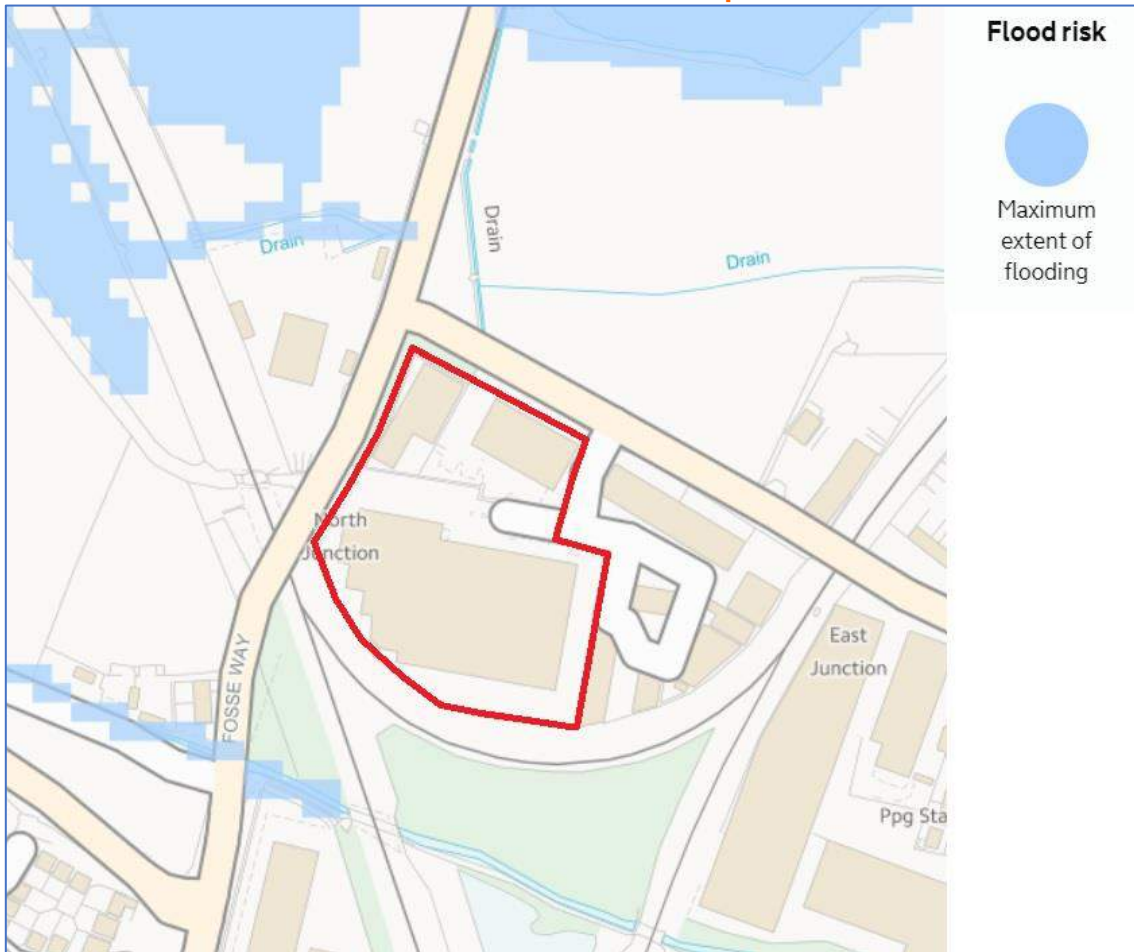 Flood risk
Maximum
extent of
flooding
Drain
Drain
Drain
North
Junction
FOSSE WAY
East
Junction
Ppg Sta